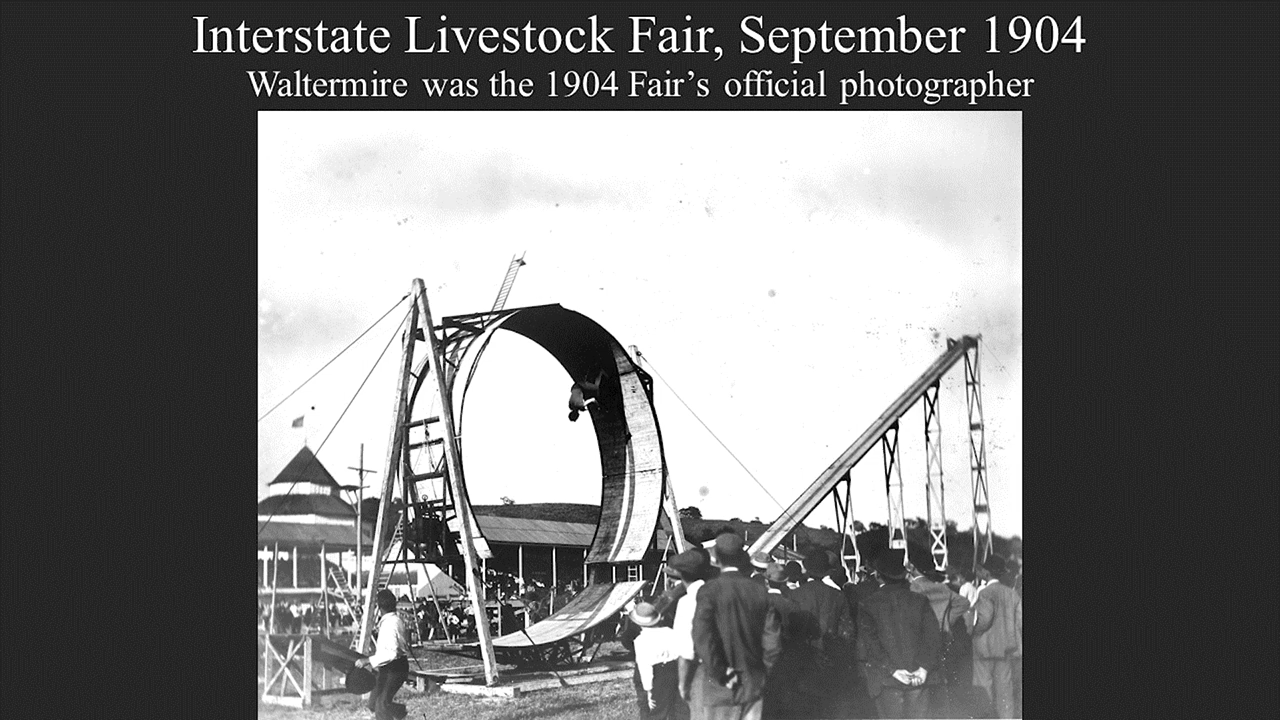 Interstate Livestock Fair, September 1904
Waltermire was the 1904 Fair’s official photographer